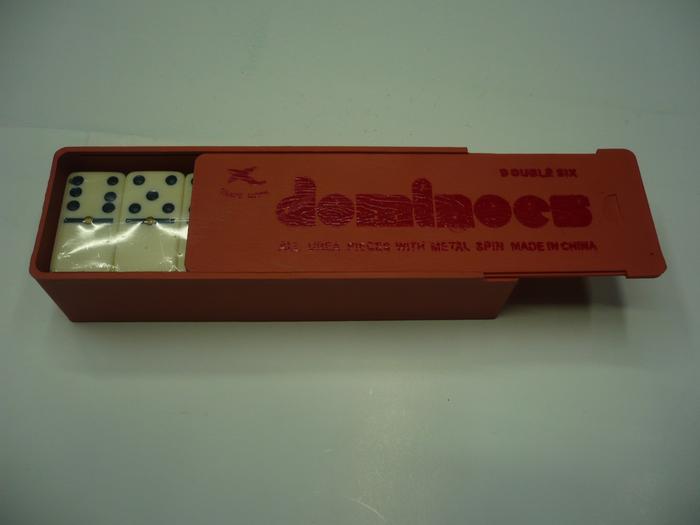 DOUBLE SIX
dominoes
ALL UREA PIECES WITH METAL SPIN MADE IN CHINA